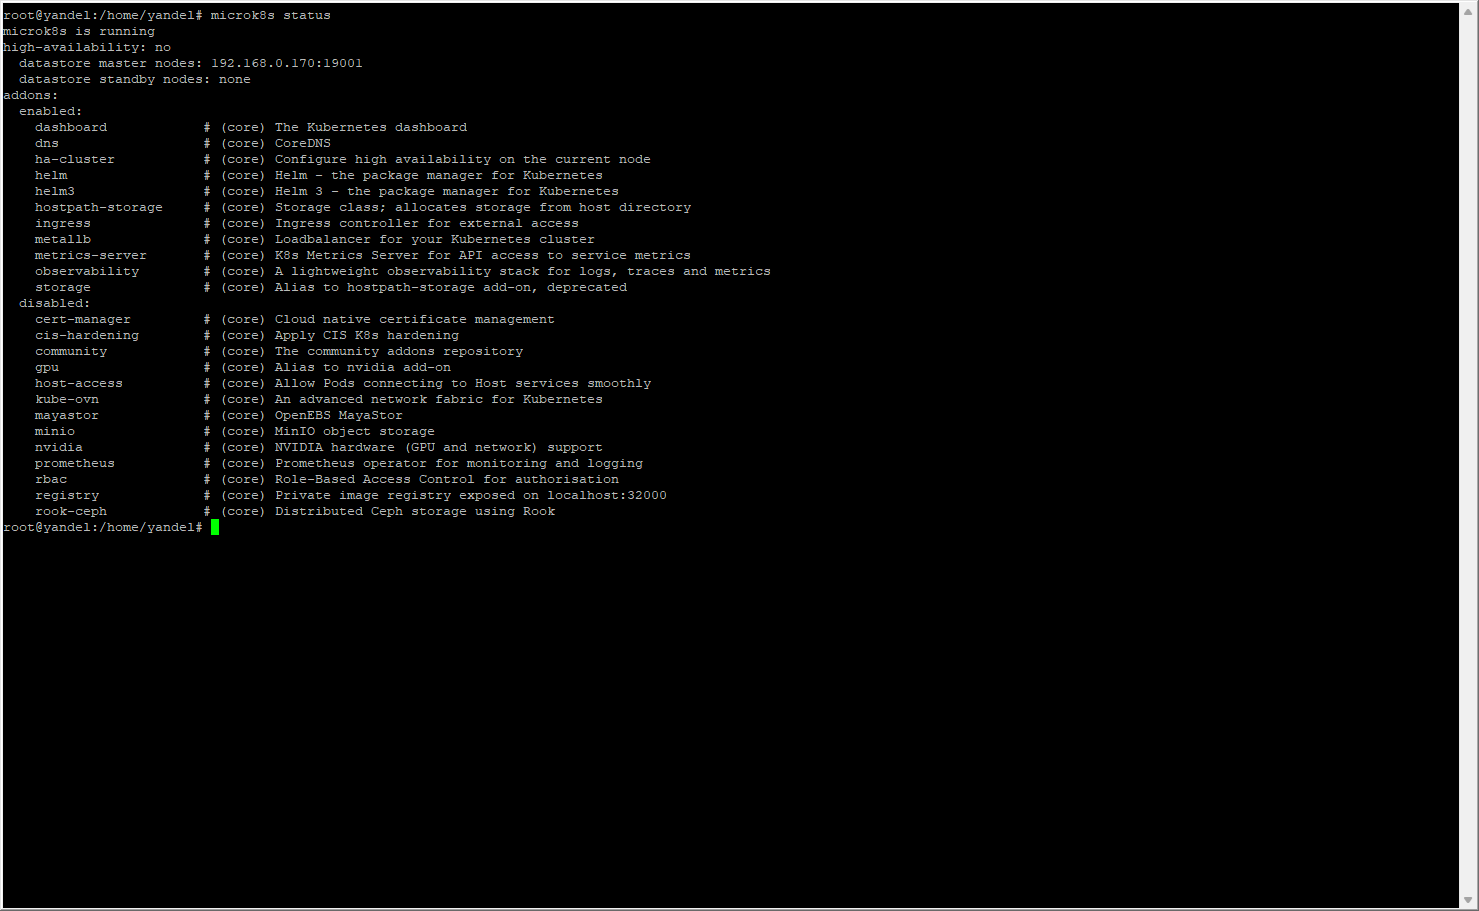 root@yandel:/home/yandel# microk8s status
microk8s is running
high-availability: no
  datastore master nodes: 192.168.0.170:19001
  datastore standby nodes: none
addons:
  enabled:
    dashboard            # (core) The Kubernetes dashboard
    dns                  # (core) CoreDNS
    ha-cluster           # (core) Configure high availability on the current node
    helm                 # (core) Helm - the package manager for Kubernetes
    helm3                # (core) Helm 3 - the package manager for Kubernetes
    hostpath-storage     # (core) Storage class; allocates storage from host directory
    ingress              # (core) Ingress controller for external access
    metallb              # (core) Loadbalancer for your Kubernetes cluster
    metrics-server       # (core) K8s Metrics Server for API access to service metrics
    observability        # (core) A lightweight observability stack for logs, traces and metrics
    storage              # (core) Alias to hostpath-storage add-on, deprecated
  disabled:
    cert-manager         # (core) Cloud native certificate management
    cis-hardening        # (core) Apply CIS K8s hardening
    community            # (core) The community addons repository
    gpu                  # (core) Alias to nvidia add-on
    host-access          # (core) Allow Pods connecting to Host services smoothly
    kube-ovn             # (core) An advanced network fabric for Kubernetes
    mayastor             # (core) OpenEBS MayaStor
    minio                # (core) MinIO object storage
    nvidia               # (core) NVIDIA hardware (GPU and network) support
    prometheus           # (core) Prometheus operator for monitoring and logging
    rbac                 # (core) Role-Based Access Control for authorisation
    registry             # (core) Private image registry exposed on localhost:32000
    rook-ceph            # (core) Distributed Ceph storage using Rook
root@yandel:/home/yandel#